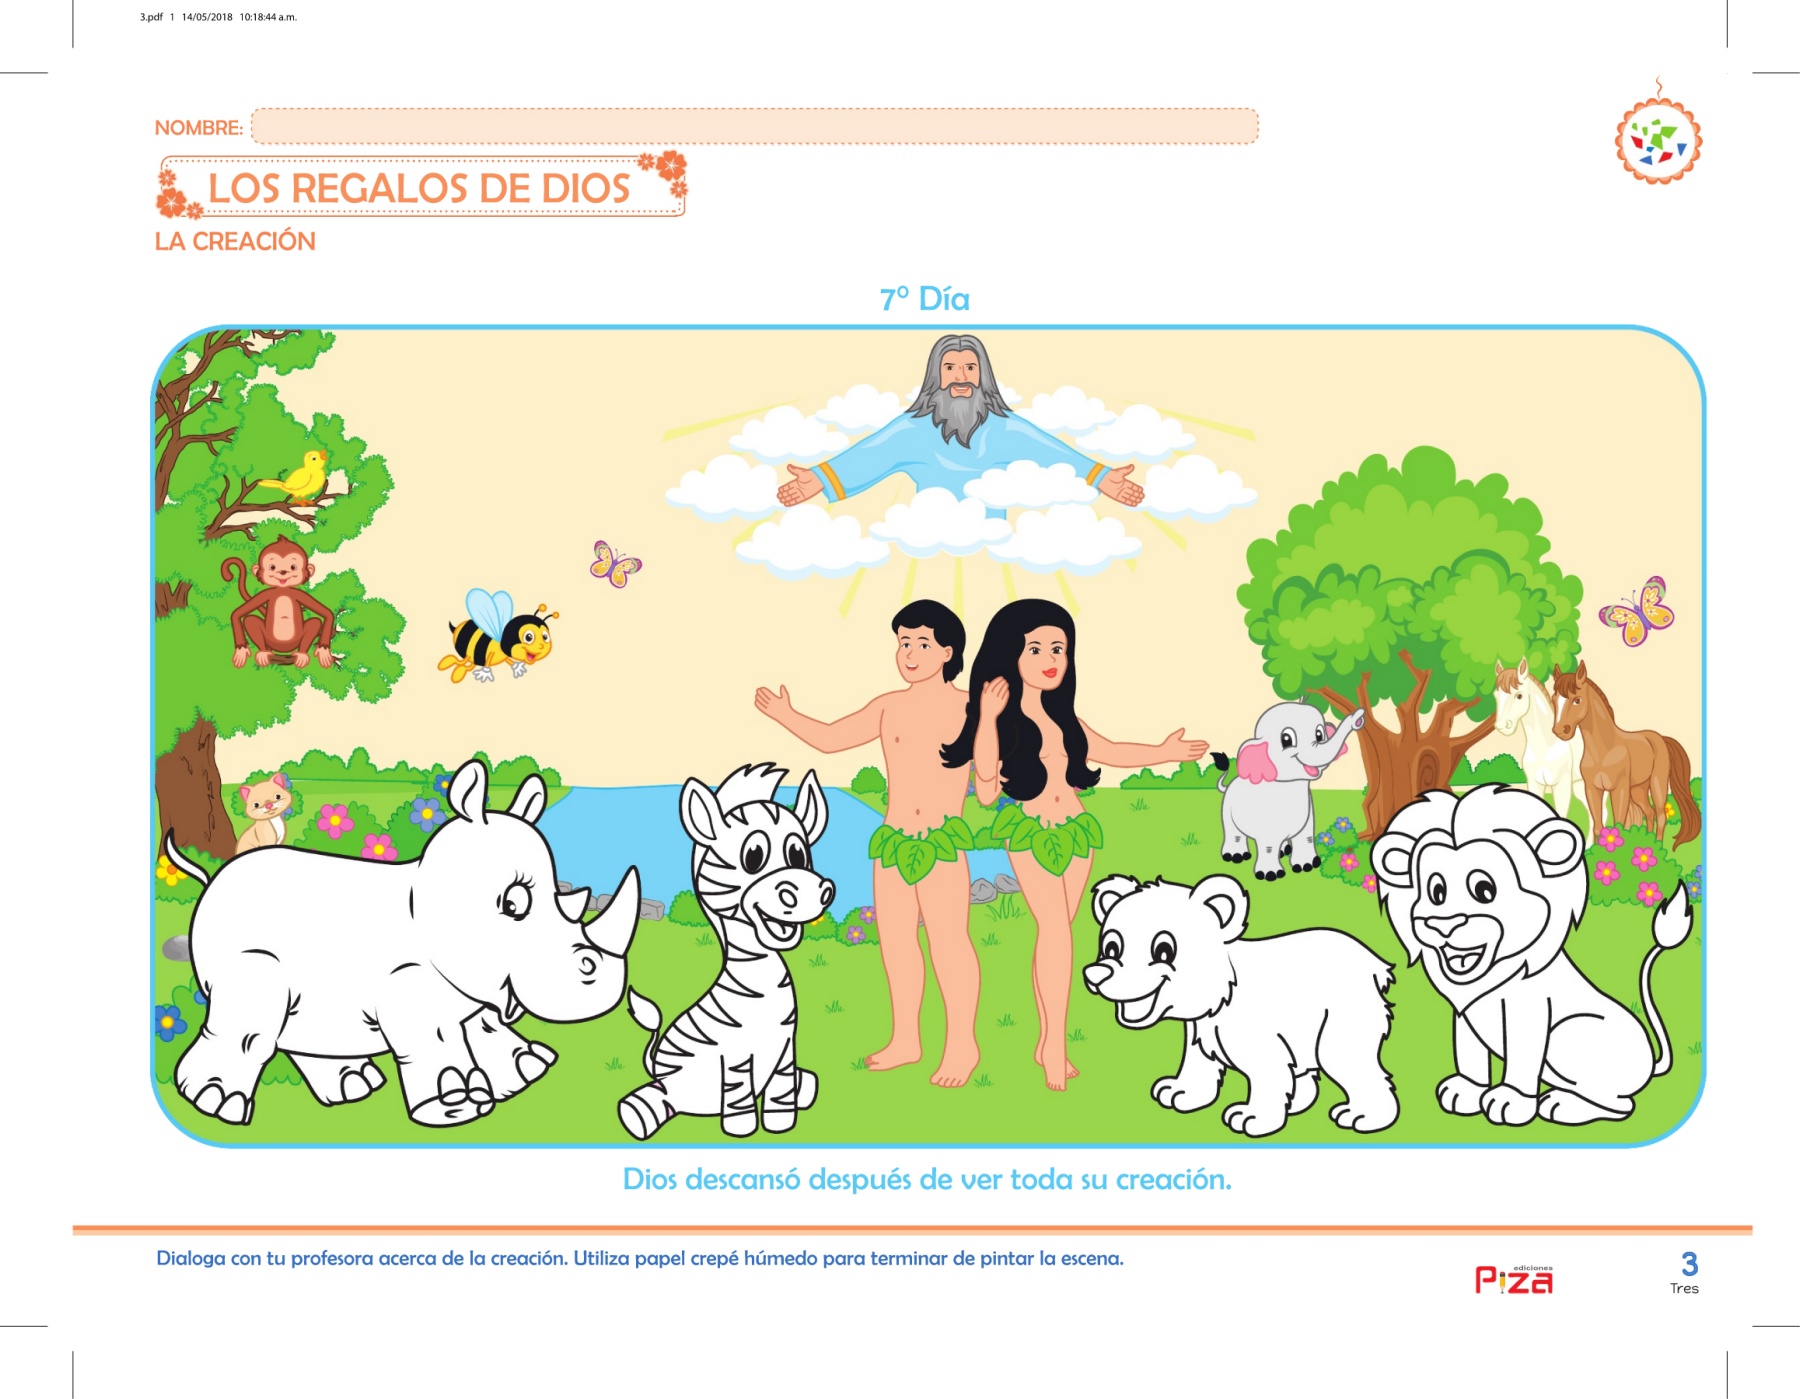 3.pdf 1 14/05/2018 10:18:44 a.m.
NOMBRE:
LOS REGALOS DE DIOS
LA CREACIÓN
7º Día
Dios descansó después de ver toda su creación.
Dialoga con tu profesora acerca de la creación. Utiliza papel crepé húmedo para terminar de pintar la escena.
ediciones
Piza
3
Tres